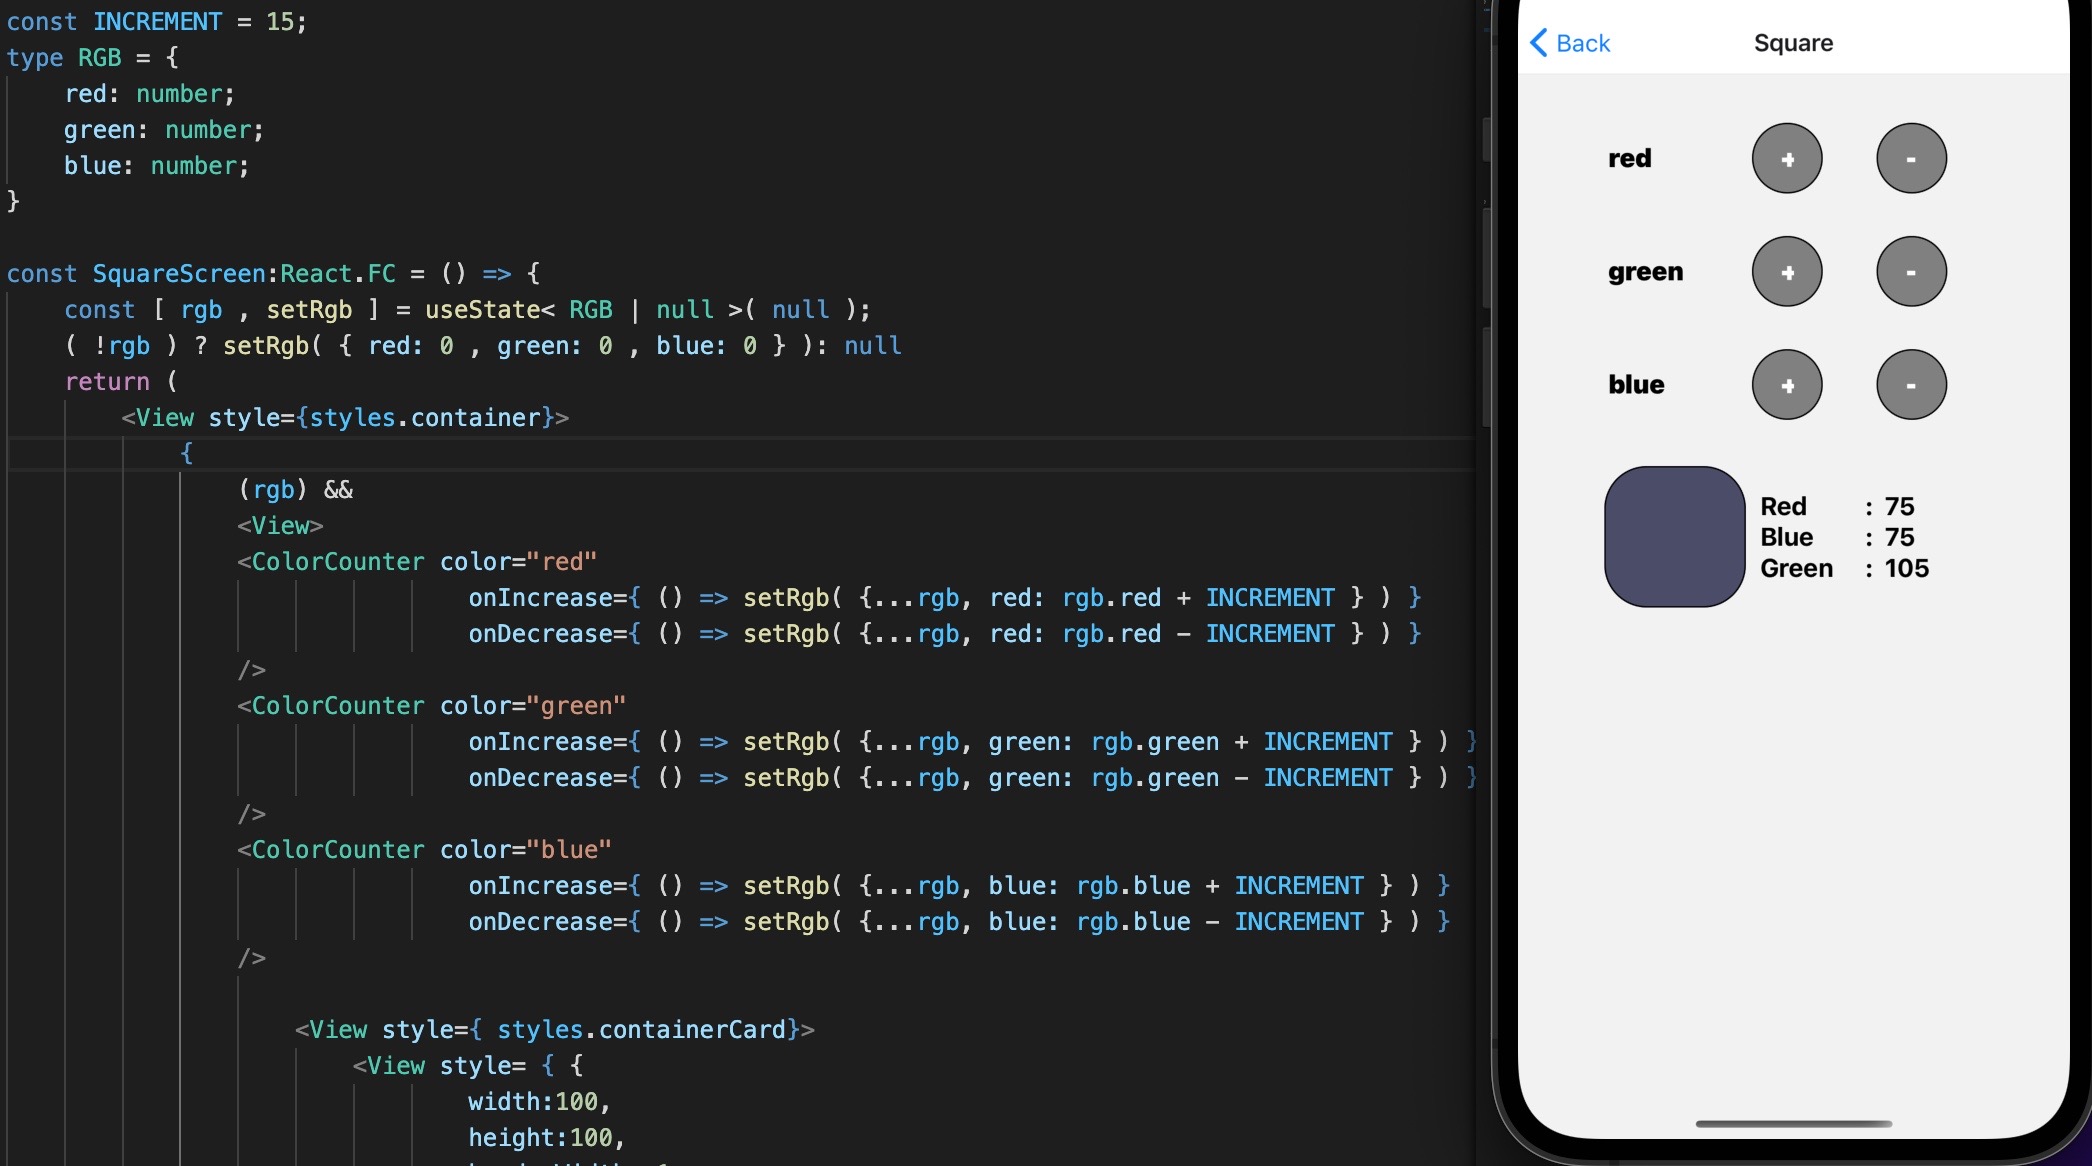 const INCREMENT = 15;
type RGB = {
red: number;
green: number;
blue: number;
}
const SquareScreen:React.FC = () => {
const [ rgb , setRgb ] = useState< RGB | null >( null );
( !rgb ) ? setRgb( { red: 0 , green: 0 , blue: 0 } ): null
return (
<View style={styles.container}>
{
(rgb) &&
<View>
<ColorCounter color="red"
onIncrease={ () => setRgb( {...rgb, red: rgb.red + INCREMENT } ) }
onDecrease={ () => setRgb( {...rgb, red: rgb.red - INCREMENT } ) }
/>
<ColorCounter color="green"
onIncrease={ () => setRgb( {...rgb, green: rgb.green + INCREMENT } ) }
onDecrease={ () => setRgb( {...rgb, green: rgb.green - INCREMENT } ) }
/>
<ColorCounter color="blue"
onIncrease={ () => setRgb( {...rgb, blue: rgb.blue + INCREMENT } ) }
onDecrease={ () => setRgb( {...rgb, blue: rgb.blue - INCREMENT } ) }
/>
<View style={ styles.containerCard}>
<View style= { {
width:100,
height:100,
Back Square
red + -
green + -
blue + -
Red : 75
Blue : 75
Green : 105